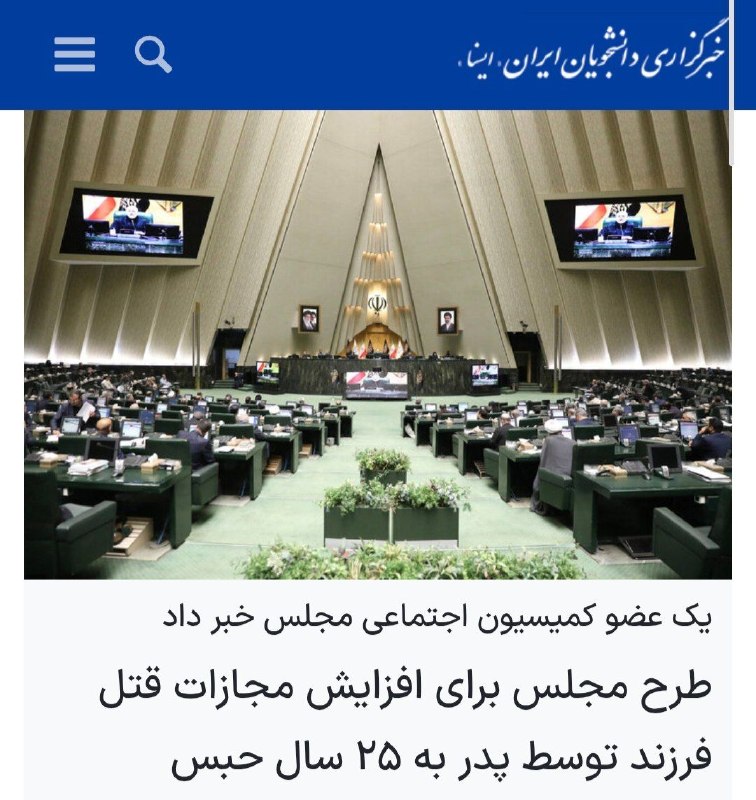 خبرگزاری دانشجویان ایران، ایسنا،
یک عضو کمیسیون اجتماعی مجلس خبر داد
طرح مجلس برای افزایش مجازات قتل
فرزند توسط پدر به ۲۵ سال حبس